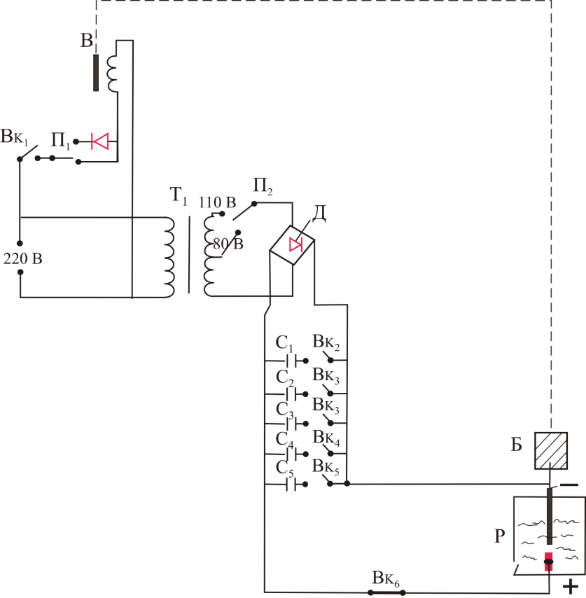 В
Вк₁
П₁
Т₁
110 В
П₂
Д
80 В
220 В
С₁
Вк₂
С₂
Вк₃
С₃
Вк₃
С₄
Вк₄
С₅
Вк₅
Б
−
Р
Вк₆
+